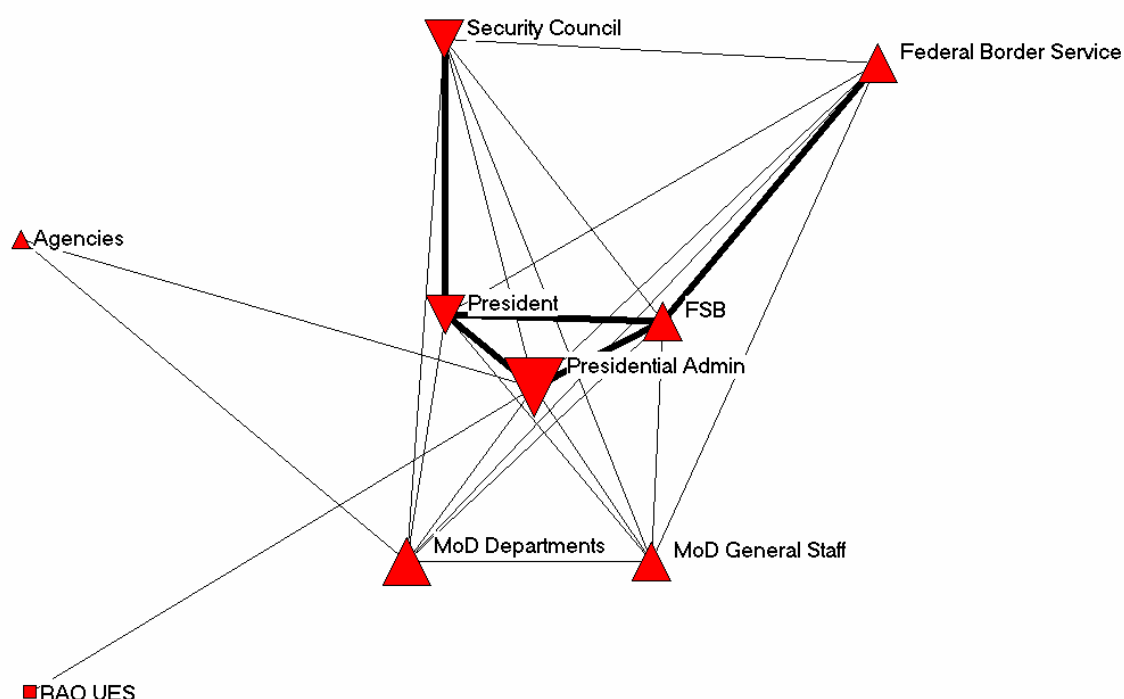 Security Council
Federal Border Service
Agencies
President
FSB
Presidential Admin
MoD Departments
MoD General Staff
RAO UES